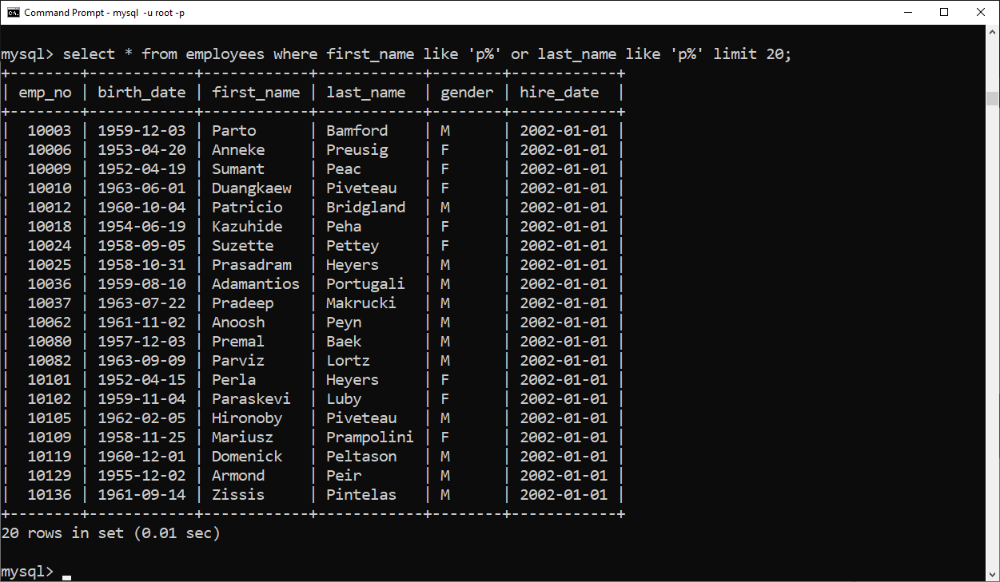 Command Prompt - mysql  -u root -p
mysql> select * from employees where first_name like 'p%' or last_name like 'p%' limit 20;
+--------+------------+------------+------------+--------+------------+
| emp_no | birth_date | first_name | last_name  | gender | hire_date  |
+--------+------------+------------+------------+--------+------------+
|  10003 | 1959-12-03 | Parto      | Bamford    | M      | 2002-01-01 |
|  10006 | 1953-04-20 | Anneke     | Preusig    | F      | 2002-01-01 |
|  10009 | 1952-04-19 | Sumant     | Peac       | F      | 2002-01-01 |
|  10010 | 1963-06-01 | Duangkaew  | Piveteau   | F      | 2002-01-01 |
|  10012 | 1960-10-04 | Patricio   | Bridgland  | M      | 2002-01-01 |
|  10018 | 1954-06-19 | Kazuhide   | Peha       | F      | 2002-01-01 |
|  10024 | 1958-09-05 | Suzette    | Pettey     | F      | 2002-01-01 |
|  10025 | 1958-10-31 | Prasadram  | Heyers     | M      | 2002-01-01 |
|  10036 | 1959-08-10 | Adamantios | Portugali  | M      | 2002-01-01 |
|  10037 | 1963-07-22 | Pradeep    | Makrucki   | M      | 2002-01-01 |
|  10062 | 1961-11-02 | Anoosh     | Peyn       | M      | 2002-01-01 |
|  10080 | 1957-12-03 | Premal     | Baek       | M      | 2002-01-01 |
|  10082 | 1963-09-09 | Parviz     | Lortz      | M      | 2002-01-01 |
|  10101 | 1952-04-15 | Perla      | Heyers     | F      | 2002-01-01 |
|  10102 | 1959-11-04 | Paraskevi  | Luby       | F      | 2002-01-01 |
|  10105 | 1962-02-05 | Hironoby   | Piveteau   | M      | 2002-01-01 |
|  10109 | 1958-11-25 | Mariusz    | Prampolini | F      | 2002-01-01 |
|  10119 | 1960-12-01 | Domenick   | Peltason   | M      | 2002-01-01 |
|  10129 | 1955-12-02 | Armond     | Peir       | M      | 2002-01-01 |
|  10136 | 1961-09-14 | Zissis     | Pintelas   | M      | 2002-01-01 |
+--------+------------+------------+------------+--------+------------+
20 rows in set (0.01 sec)
mysql> _